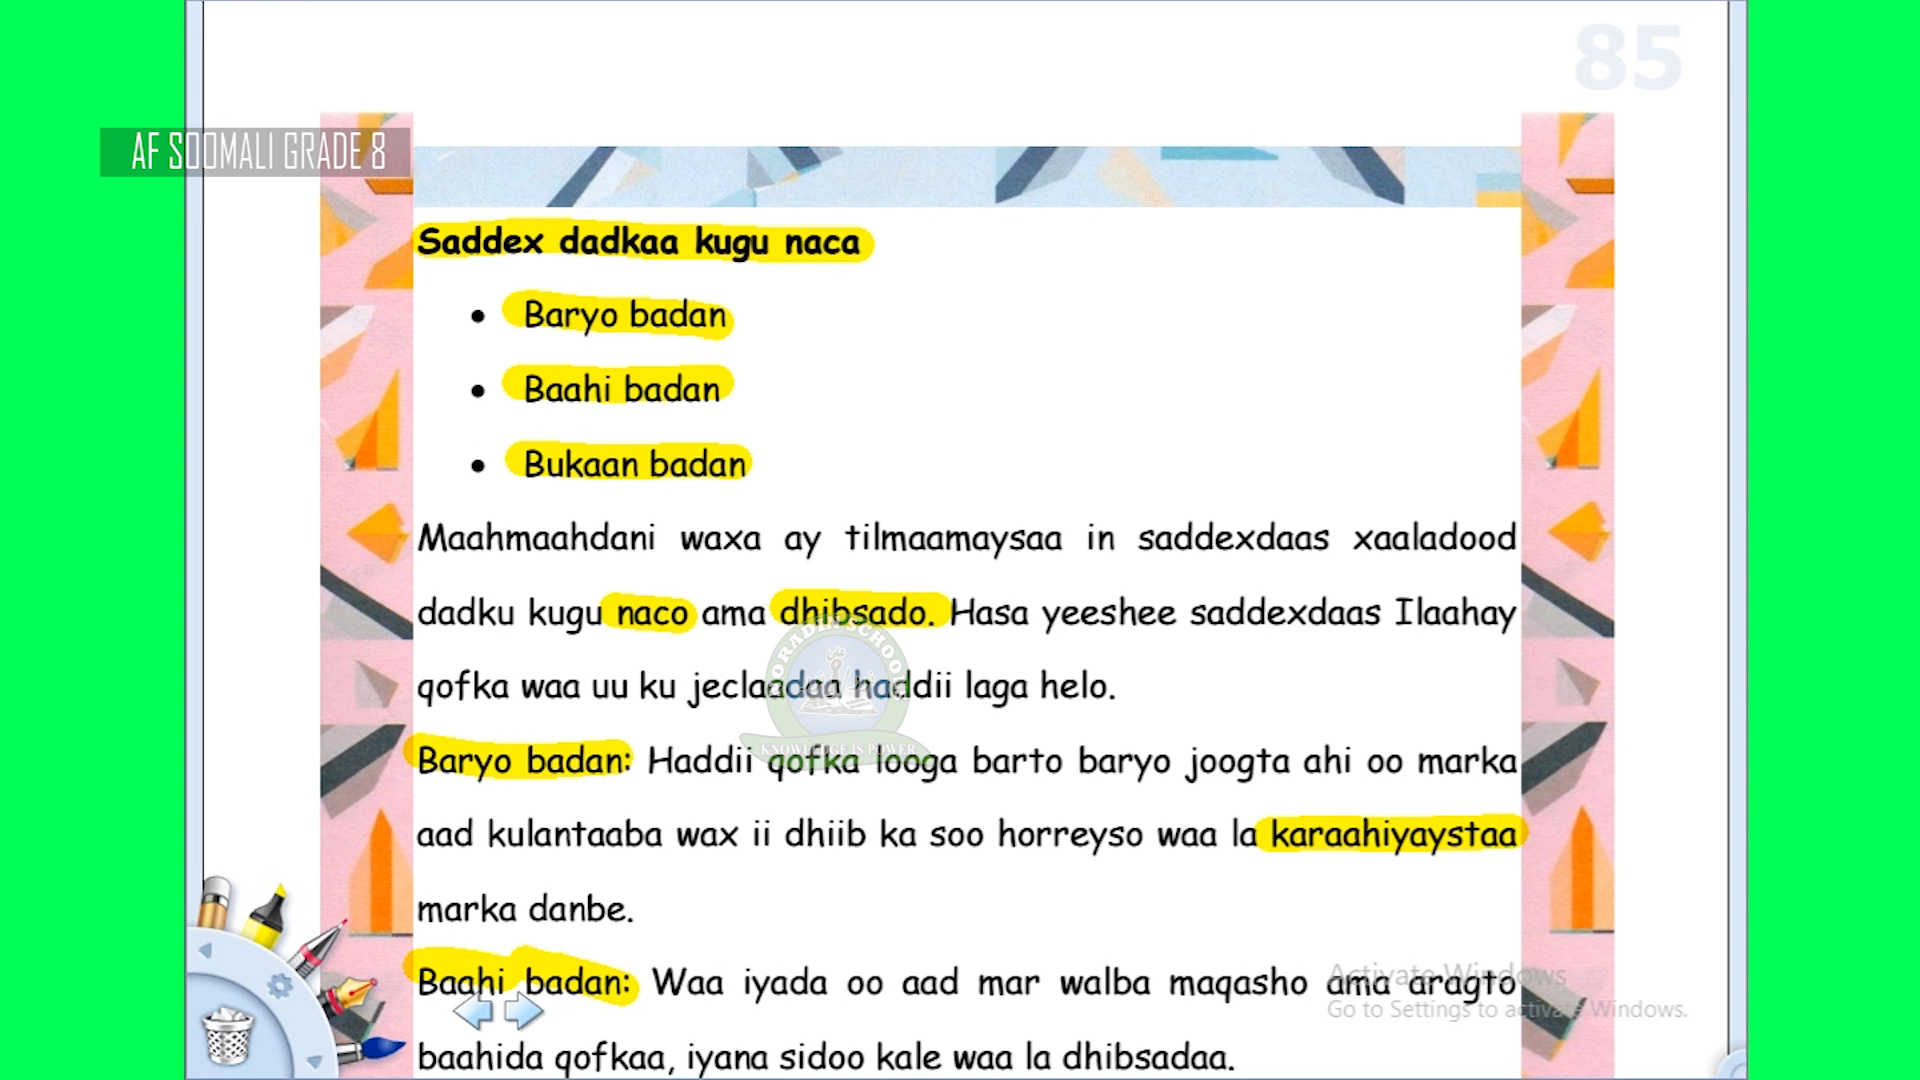 85
AF SOOMALI GRADE 8
Saddex dadkaa kugu naca
• Baryo badan
• Baahi badan
• Bukaan badan
Maahmaahdani waxa ay tilmaamaysaa in saddexdaas xaaladood
dadku kugu naco ama dhibsado. Hasa yeeshee saddexdaas Ilaahay
qofka waa uu ku jeclaadaa haddii laga helo.
Baryo badan: Haddii qofka looga barto baryo joogta ahi oo marka
aad kulantaaba wax ii dhiib ka soo horreyso waa la karaahiyaystaa
marka danbe.
Baahi badan: Waa iyada oo aad mar walba maqasho ama aragto
baahida qofkaa, iyana sidoo kale waa la dhibsadaa.
SCHOOL
KNOWLEDGE IS POWER
Activate Windows
Go to Settings to activate Windows.